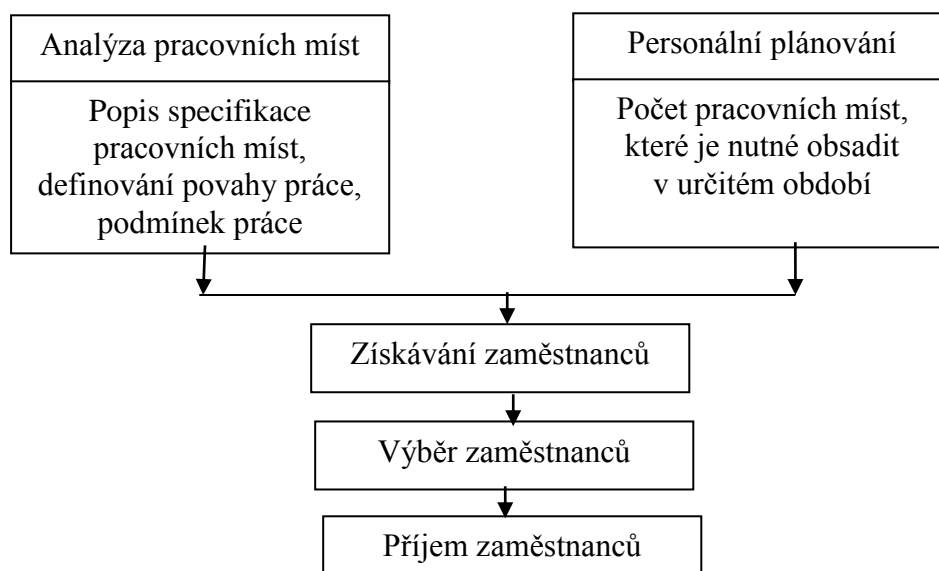 Analýza pracovních míst
Popis specifikace
pracovních míst,
definování povahy práce,
podmínek práce
Personální plánování
Počet pracovních míst,
které je nutné obsadit
v určitém období
Získávání zaměstnanců
Výběr zaměstnanců
Příjem zaměstnanců